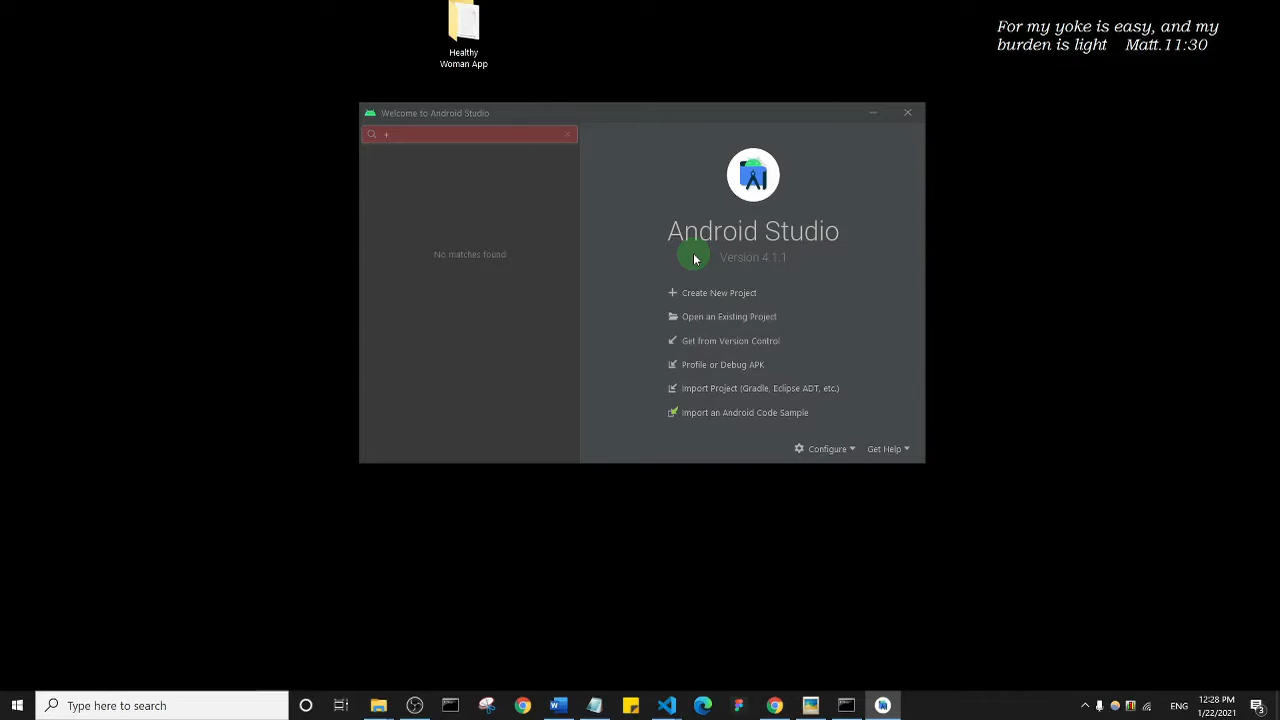 Healthy
Woman App
For my yoke is easy, and my
burden is light Matt.11:30
Welcome to Android Studio
+
No matches found
Android Studio
Version 4.1.1
Create New Project
Open an Existing Project
Get from Version Control
Profile or Debug APK
Import Project (Gradle, Eclipse ADT, etc.)
Import an Android Code Sample
Configure
Get Help
Type here to search
ENG
12:28 PM
1/22/2021
2